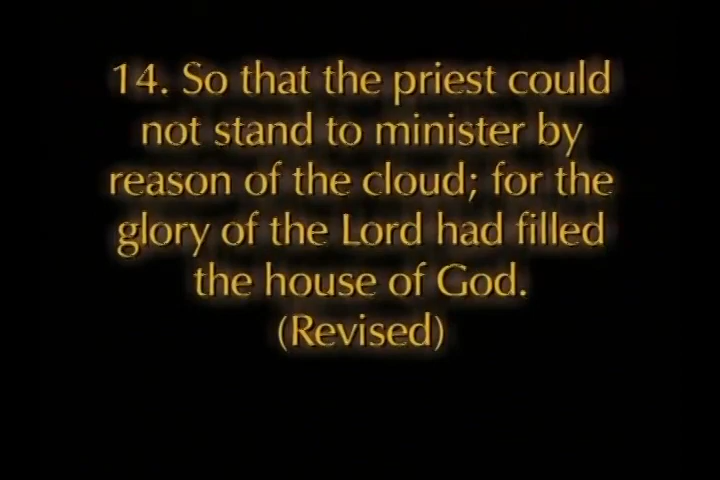 14. So that the priest could
not stand to minister by
reason of the cloud; for the
glory of the Lord had filled
the house of God.
(Revised)